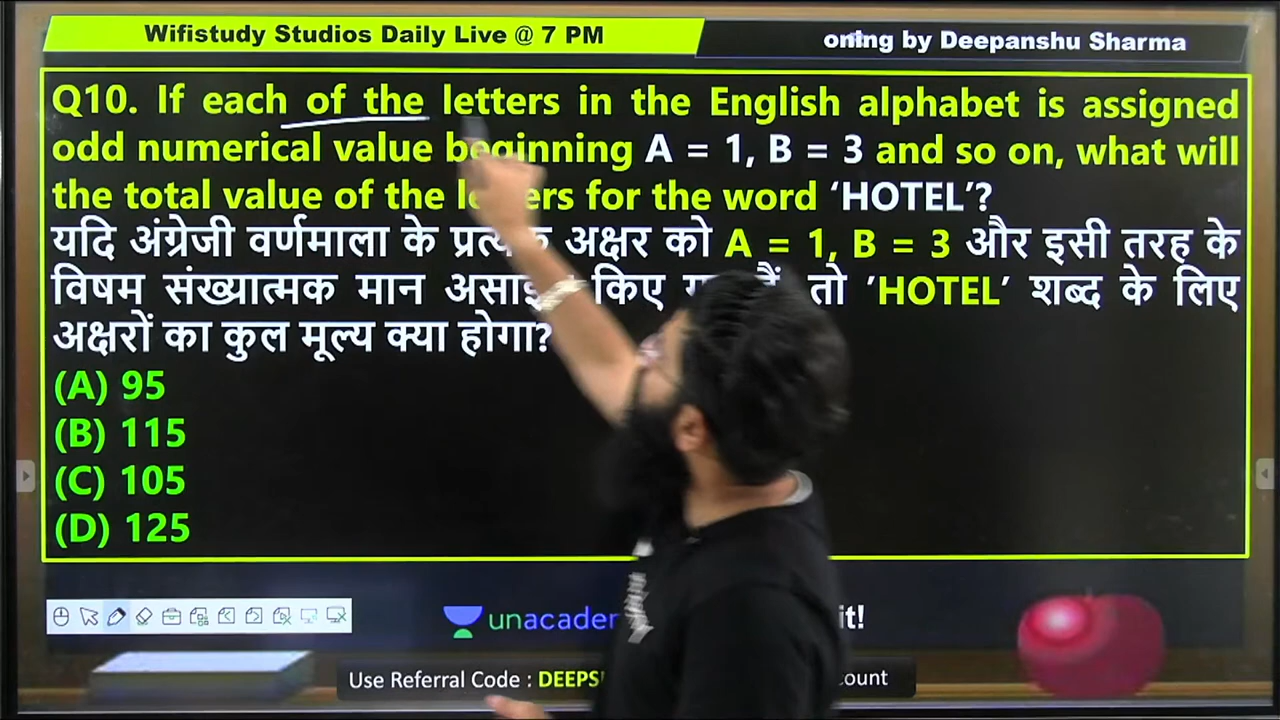 Wifistudy Studios Daily Live @ 7 PM
by Deepanshu Sharma
Q10. If each of the letters in the English alphabet is assigned
odd numerical value beginning A = 1, B = 3 and so on, what will
the total value of the for the word ‘HOTEL’?
यदि अंग्रेजी वर्णमाला के अक्षर को A = 1, B = 3 और इसी तरह के
विषम संख्यात्मक मान किए तो ’HOTEL’ शब्द के लिए
अक्षरों का कुल मूल्य क्या होगा?
(A) 95
(B) 115
(C) 105
(D) 125
it!
Use Referral Code :